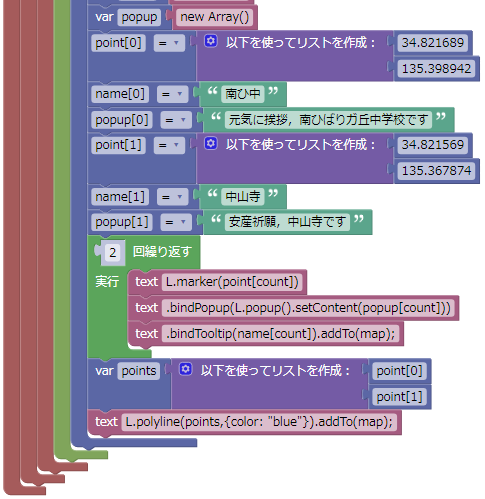 var popup new Array()
point[0] = 以下を使ってリストを作成： 34.821689
135.398942
name[0] = “ 南ひ中 ”
popup[0] = “ 元気に挨拶，南ひばりガ丘中学校です ”
point[1] = 以下を使ってリストを作成： 34.821569
135.367874
name[1] = “ 中山寺 ”
popup[1] = “ 安産祈願，中山寺です ”
2 回繰り返す
実行 text L.marker(point[count])
text .bindPopup(L.popup().setContent(popup[count]))
text .bindTooltip(name[count]).addTo(map);
var points 以下を使ってリストを作成： point[0]
point[1]
text L.polyline(points,{color: "blue"}).addTo(map);